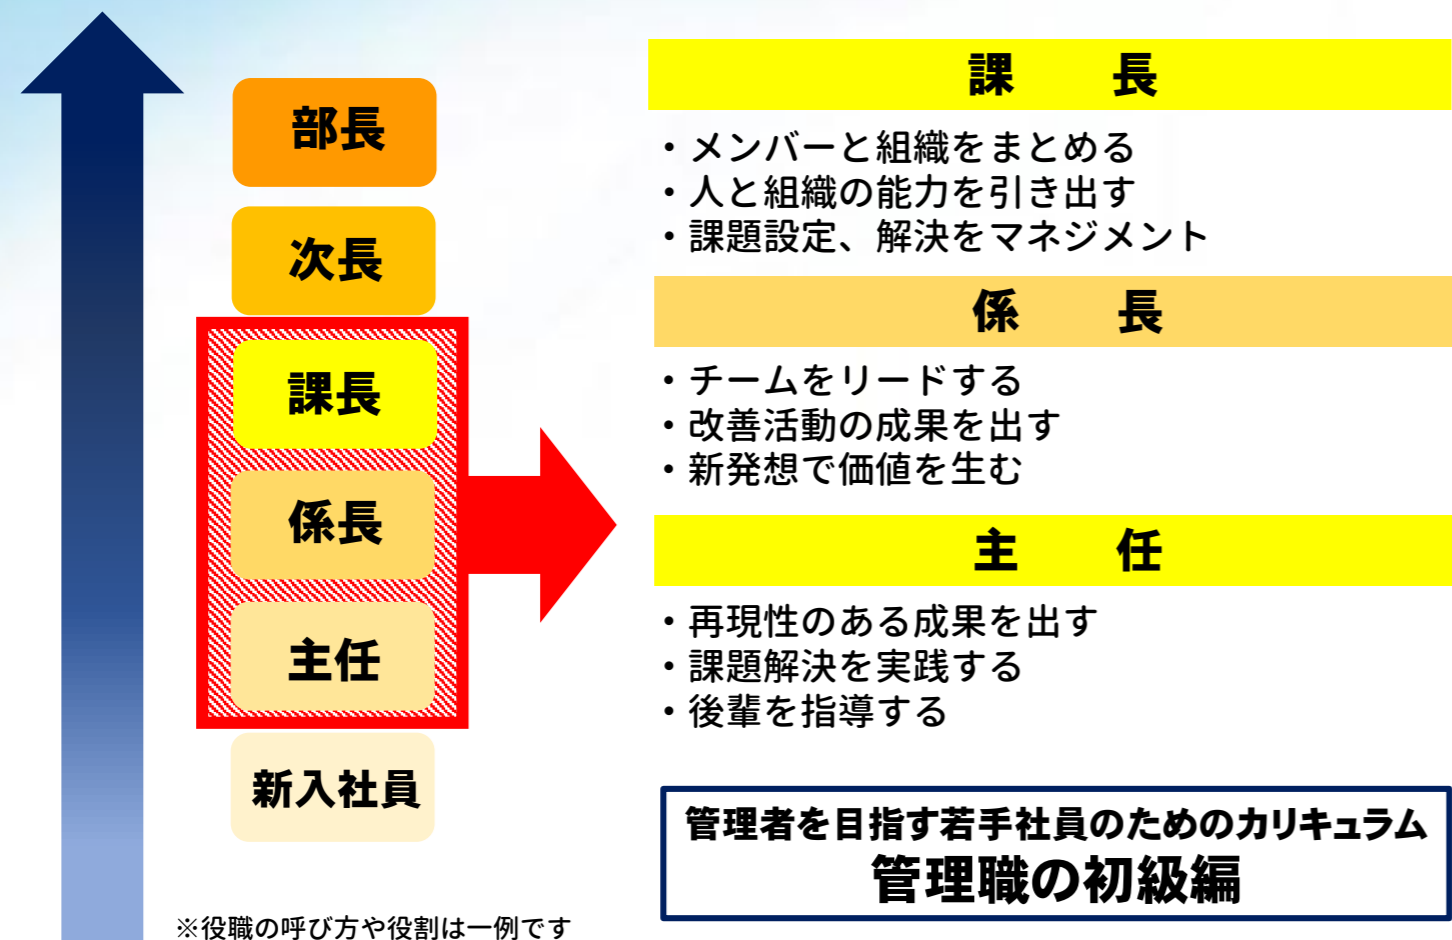 部長
次長
課長
係長
主任
新入社員
※役職の呼び方や役割は一例です
課　長
・メンバーと組織をまとめる
・人と組織の能力を引き出す
・課題設定、解決をマネジメント
係　長
・チームをリードする
・改善活動の成果を出す
・新発想で価値を生む
主　任
・再現性のある成果を出す
・課題解決を実践する
・後輩を指導する
管理者を目指す若手社員のためのカリキュラム
管理職の初級編